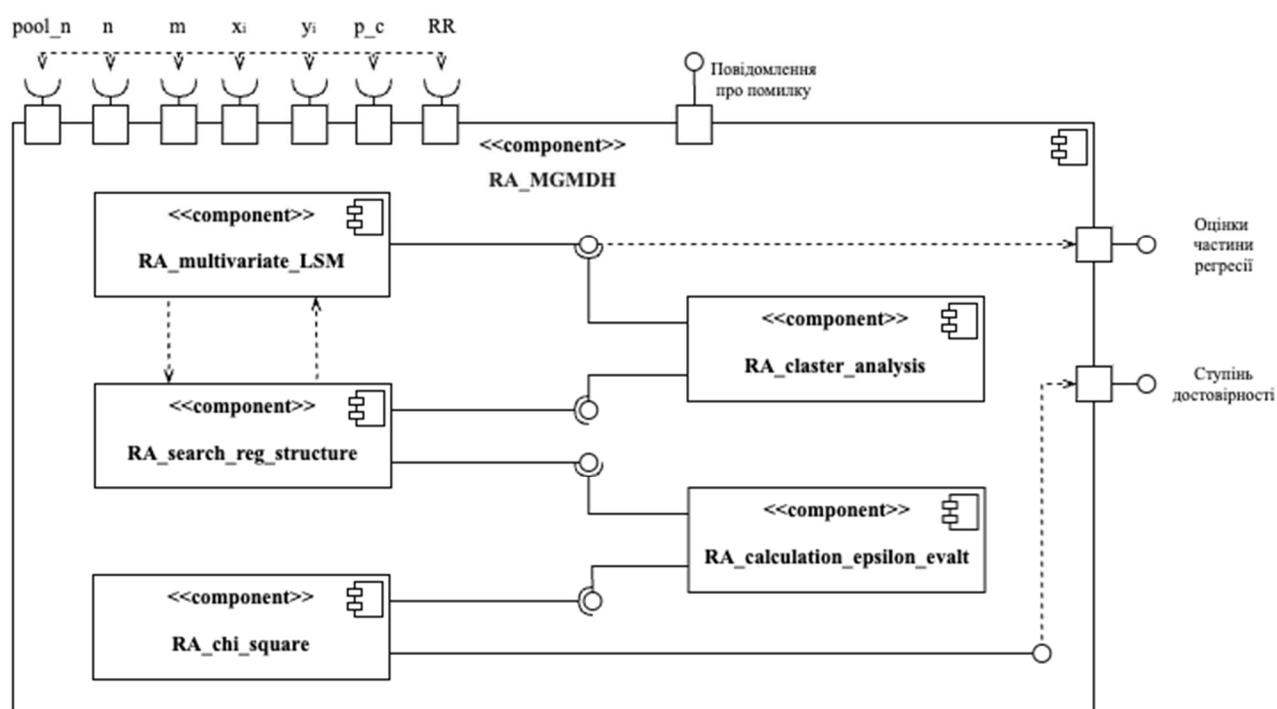 pool_n n m xᵢ yᵢ p_c RR
Повідомлення
про помилку
<<component>>
RA_MGMDH
<<component>>
RA_multivariate_LSM
Оцінки
частини
регресії
<<component>>
RA_claster_analysis
Ступінь
достовірності
<<component>>
RA_search_reg_structure
<<component>>
RA_calculation_epsilon_evalt
<<component>>
RA_chi_square